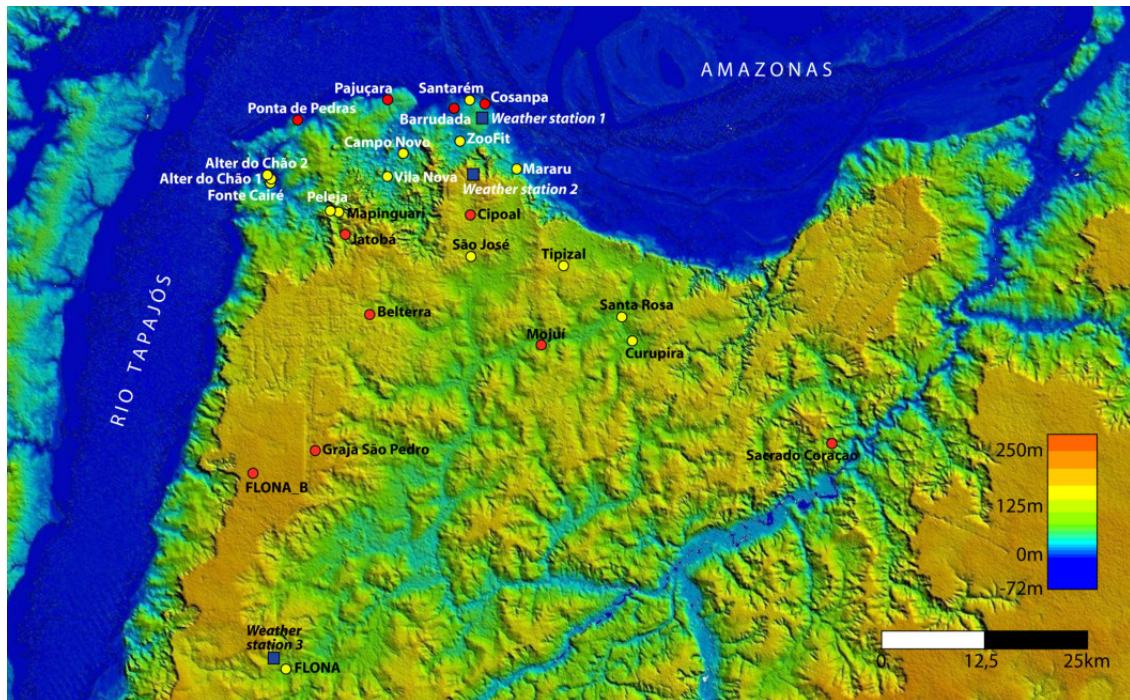 AMAZONAS
Pajuçara
Santarém
Cosanpa
Ponta de Pedras
Barrudada
Weather station 1
ZooFit
Campo Novo
Alter do Chão 2
Mararu
Alter do Chão 1
Vila Nova
Weather station 2
Fonte Cairé
Peleja
Mapinguari
Cipoal
Jatobá
São José
Tipizal
RIO TAPAJÓS
Santa Rosa
Belterra
Mojuí
Curupira
Graja São Pedro
Sacrado Coraçao
FLONA_B
250m
125m
0m
-72m
Weather
station 3
FLONA
0
12,5
25km